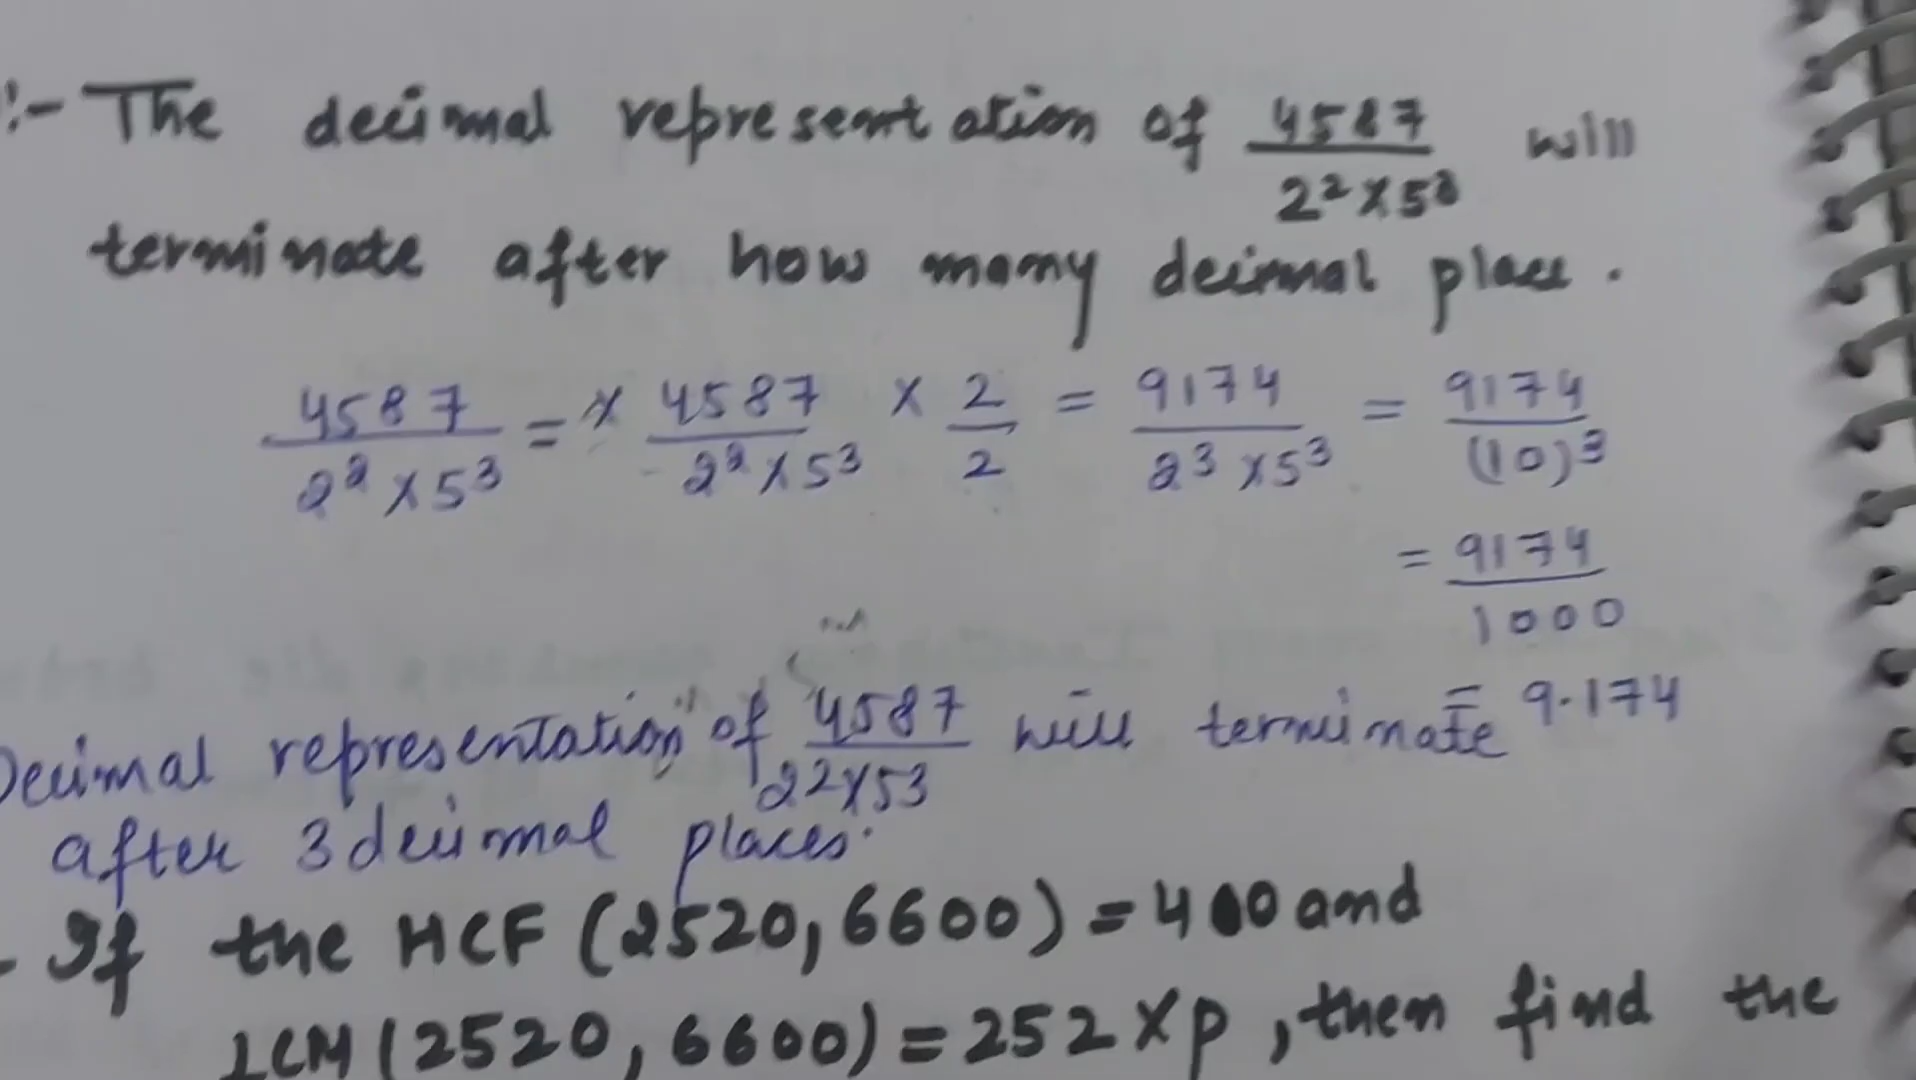 :- The decimal representation of 4587/2²×5³ will
terminate after how many decimal place.
4587/2²×5³ = × 4587/2²×5³ × 2/2 = 9174/2³×5³ = 9174/(10)³
= 9174/1000
= 9.174
Decimal representation of 4587/22×53 will terminate
after 3 decimal places.
- If the HCF (2520, 6600) = 400 and
LCM (2520, 6600) = 252 × p, then find the